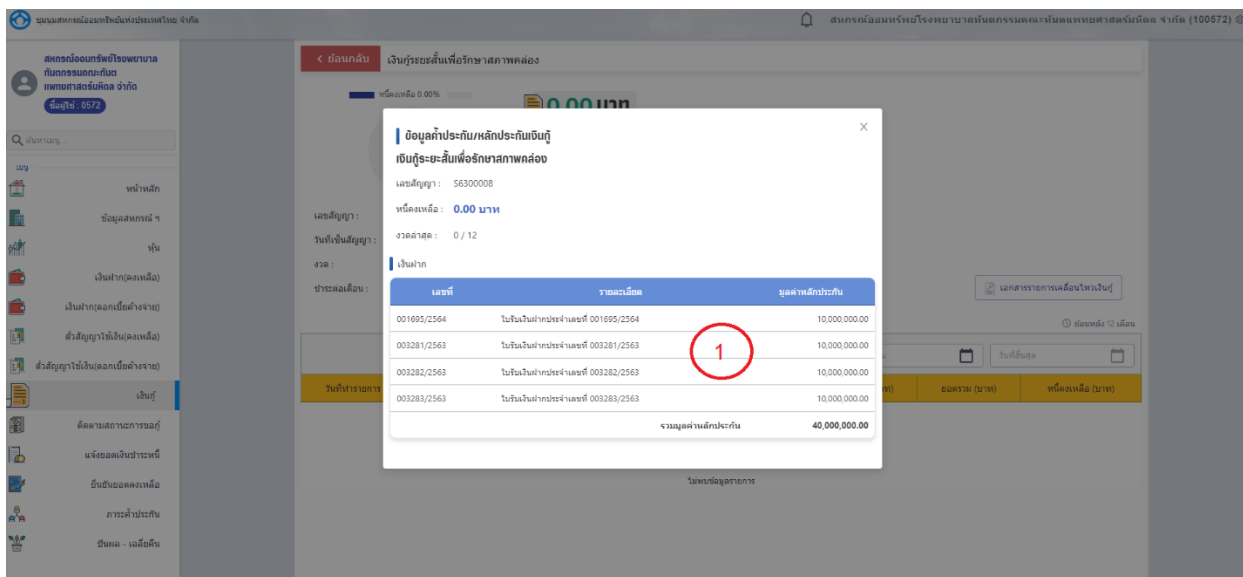 ชุมนุมสหกรณ์ออมทรัพย์แห่งประเทศไทย จำกัด
สหกรณ์ออมทรัพย์โรงพยาบาลทันตกรรมคณะทันตแพทยศาสตร์มหิดล จำกัด (100572)
สหกรณ์ออมทรัพย์โรงพยาบาล
ทันตกรรมคณะทันต
แพทยศาสตร์มหิดล จำกัด
ชื่อผู้ใช้ : 0572
ค้นหาเมนู...
เมนู
หน้าหลัก
ข้อมูลสหกรณ์ ฯ
หุ้น
เงินฝาก(คงเหลือ)
เงินฝาก(ดอกเบี้ยค้างจ่าย)
ตั๋วสัญญาใช้เงิน(คงเหลือ)
ตั๋วสัญญาใช้เงิน(ดอกเบี้ยค้างจ่าย)
เงินกู้
ติดตามสถานะการขอกู้
แจ้งยอดเงินชำระหนี้
ยืนยันยอดคงเหลือ
ภาระค้ำประกัน
ปันผล - เฉลี่ยคืน
< ย้อนกลับ เงินกู้ระยะสั้นเพื่อรักษาสภาพคล่อง
หนี้คงเหลือ 0.00%
0.00 บาท
เลขสัญญา :
วันที่เซ็นสัญญา :
งวด :
ชำระต่อเดือน :
เอกสารรายการเคลื่อนไหวเงินกู้
ย้อนหลัง 12 เดือน
วันที่สิ้นสุด
วันที่ทำรายการ ยอดรวม (บาท) หนี้คงเหลือ (บาท)
ไม่พบข้อมูลรายการ
ข้อมูลค้ำประกัน/หลักประกันเงินกู้
X
เงินกู้ระยะสั้นเพื่อรักษาสภาพคล่อง
เลขสัญญา : S6300008
หนี้คงเหลือ : 0.00 บาท
งวดล่าสุด : 0 / 12
เงินฝาก
เลขที่ รายละเอียด มูลค่าหลักประกัน
001695/2564 ใบรับเงินฝากประจำเลขที่ 001695/2564 10,000,000.00
003281/2563 ใบรับเงินฝากประจำเลขที่ 003281/2563 10,000,000.00
1
003282/2563 ใบรับเงินฝากประจำเลขที่ 003282/2563 10,000,000.00
003283/2563 ใบรับเงินฝากประจำเลขที่ 003283/2563 10,000,000.00
รวมมูลค่าหลักประกัน 40,000,000.00